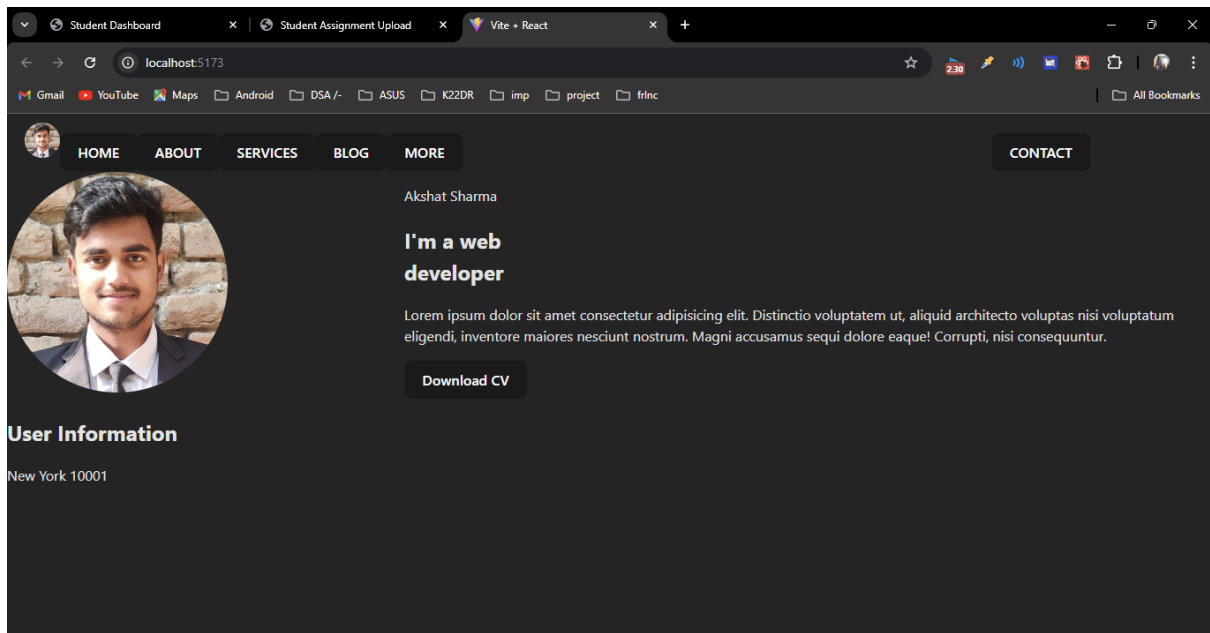 Student Dashboard
Student Assignment Upload
Vite + React
localhost:5173
2.30
Gmail YouTube Maps Android DSA /- ASUS K22DR imp project frInc All Bookmarks
HOME ABOUT SERVICES BLOG MORE CONTACT
Akshat Sharma
I'm a web
developer
Lorem ipsum dolor sit amet consectetur adipisicing elit. Distinctio voluptatem ut, aliquid architecto voluptas nisi voluptatum
eligendi, inventore maiores nesciunt nostrum. Magni accusamus sequi dolore eaque! Corrupti, nisi consequuntur.
Download CV
User Information
New York 10001